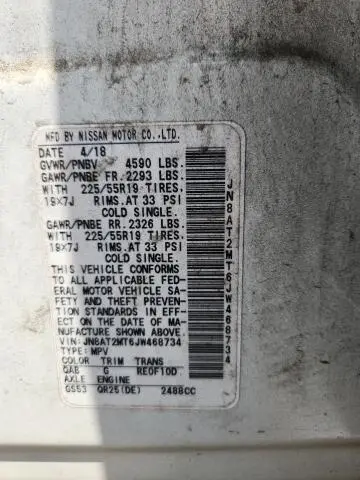 MFD BY NISSAN MOTOR CO.,LTD.
DATE 4/18
GVWR/PNBV 4590 LBS.
GAWR/PNBE FR. 2293 LBS.
WITH 225/55R19 TIRES,
19X7J RIMS. AT 33 PSI
COLD SINGLE.
GAWR/PNBE RR. 2326 LBS.
WITH 225/55R19 TIRES,
19X7J RIMS. AT 33 PSI
COLD SINGLE.
THIS VEHICLE CONFORMS
TO ALL APPLICABLE FED-
ERAL MOTOR VEHICLE SA-
FETY AND THEFT PREVEN-
TION STANDARDS IN EFF-
ECT ON THE DATE OF MA-
NUFACTURE SHOWN ABOVE.
VIN: JN8AT2MT6JW468734
TYPE: MPV
COLOR TRIM TRANS
QAB G RE0F10D
AXLE ENGINE
GS53 QR25(DE) 2488CC
JN8AT2MT6JW468734